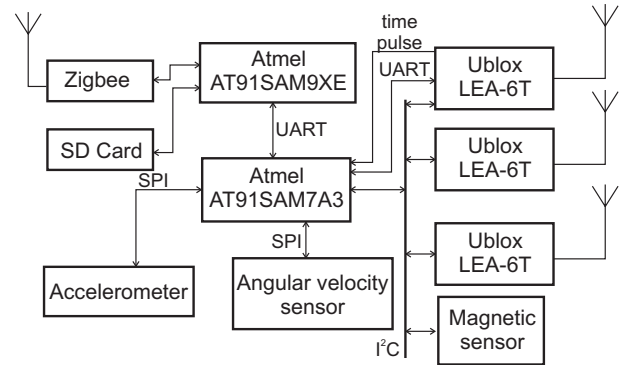 Zigbee
SD Card
Atmel
AT91SAM9XE
UART
Atmel
AT91SAM7A3
SPI
SPI
Accelerometer
Angular velocity
sensor
time
pulse
UART
Ublox
LEA-6T
Ublox
LEA-6T
Ublox
LEA-6T
Magnetic
sensor
I²C